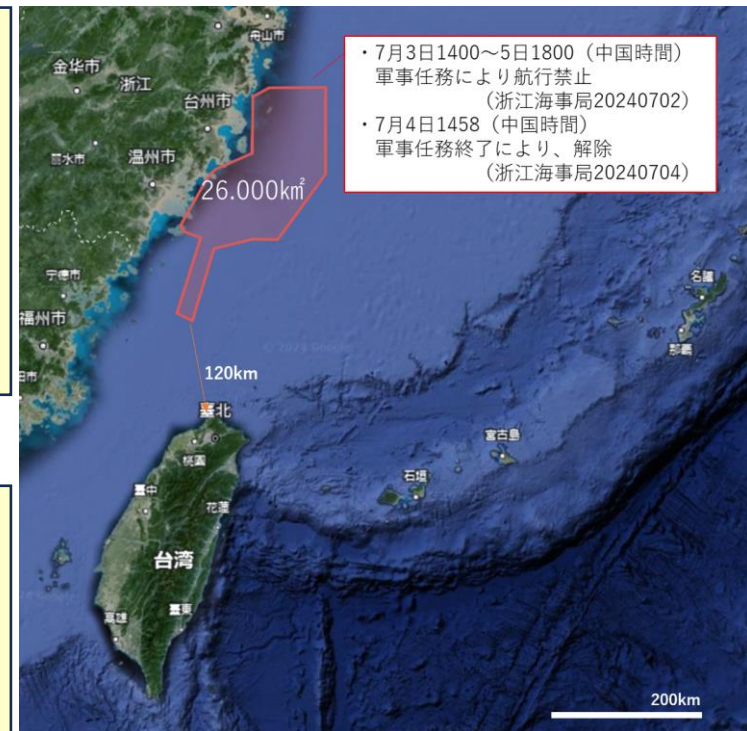 舟山市
・7月3日1400～5日1800（中国時間）
軍事任務により航行禁止
（浙江海事局20240702）
・7月4日1458（中国時間）
軍事任務終了により、解除
（浙江海事局20240704）
金华市
浙江
台州市
丽水市
温州市
26.000k㎡
宁德市
福州市
名護
那覇
120km
臺北
桃園
宮古島
石垣
臺中
花蓮
台湾
高雄
臺東
200km